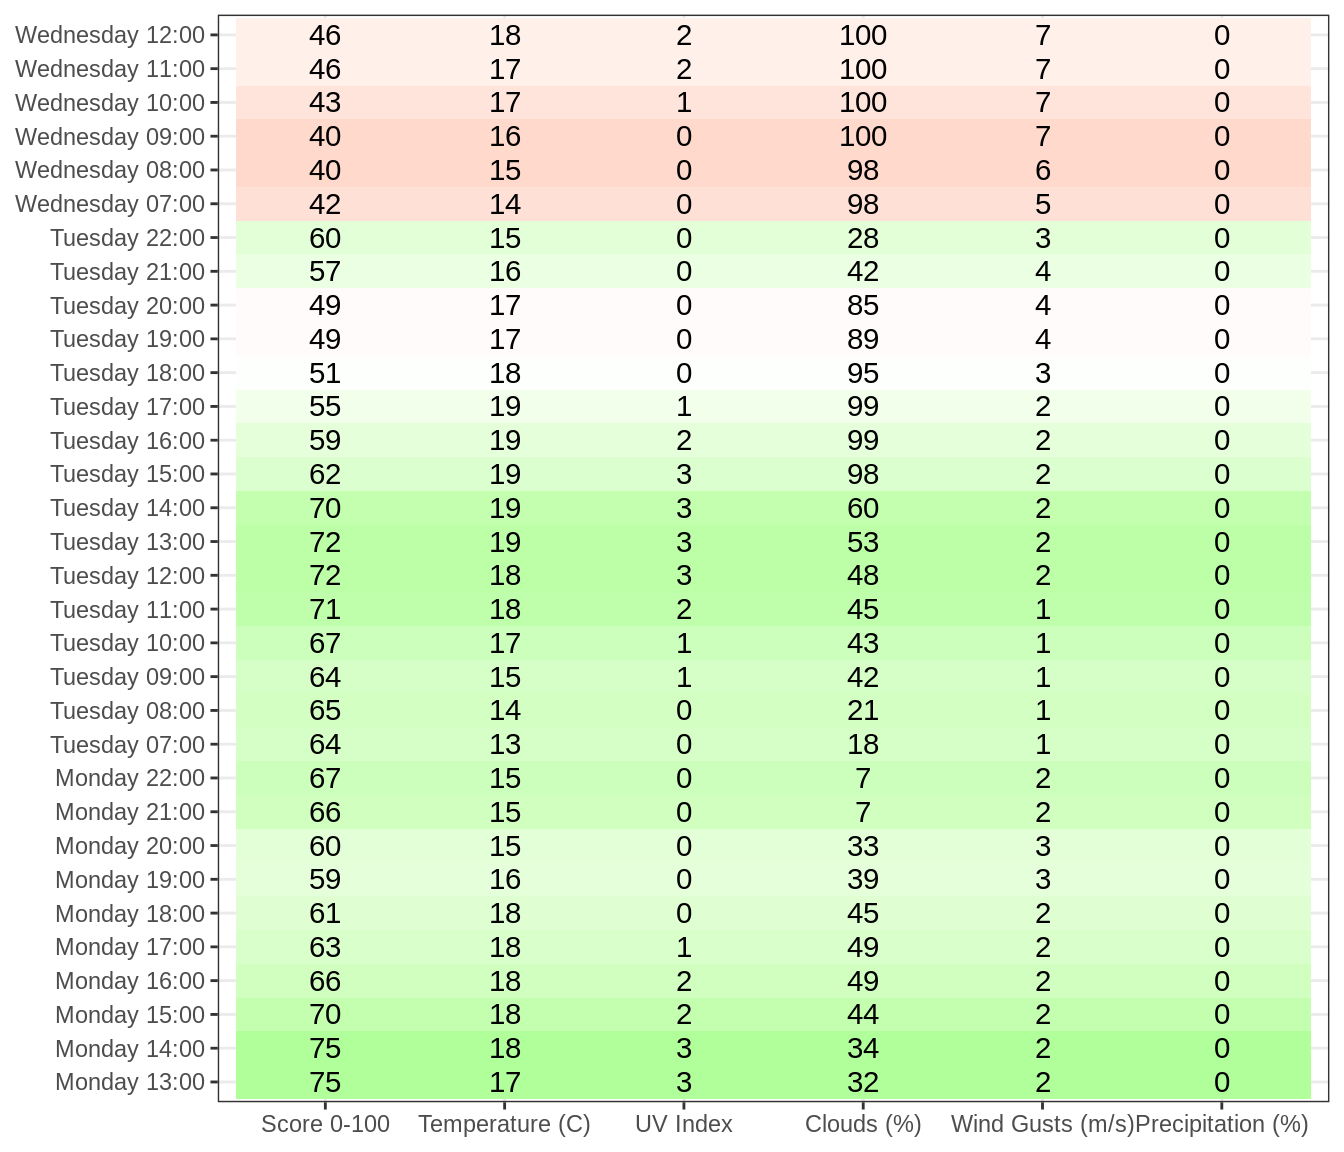 Wednesday 12:00 46 18 2 100 7 0
Wednesday 11:00 46 17 2 100 7 0
Wednesday 10:00 43 17 1 100 7 0
Wednesday 09:00 40 16 0 100 7 0
Wednesday 08:00 40 15 0 98 6 0
Wednesday 07:00 42 14 0 98 5 0
Tuesday 22:00 60 15 0 28 3 0
Tuesday 21:00 57 16 0 42 4 0
Tuesday 20:00 49 17 0 85 4 0
Tuesday 19:00 49 17 0 89 4 0
Tuesday 18:00 51 18 0 95 3 0
Tuesday 17:00 55 19 1 99 2 0
Tuesday 16:00 59 19 2 99 2 0
Tuesday 15:00 62 19 3 98 2 0
Tuesday 14:00 70 19 3 60 2 0
Tuesday 13:00 72 19 3 53 2 0
Tuesday 12:00 72 18 3 48 2 0
Tuesday 11:00 71 18 2 45 1 0
Tuesday 10:00 67 17 1 43 1 0
Tuesday 09:00 64 15 1 42 1 0
Tuesday 08:00 65 14 0 21 1 0
Tuesday 07:00 64 13 0 18 1 0
Monday 22:00 67 15 0 7 2 0
Monday 21:00 66 15 0 7 2 0
Monday 20:00 60 15 0 33 3 0
Monday 19:00 59 16 0 39 3 0
Monday 18:00 61 18 0 45 2 0
Monday 17:00 63 18 1 49 2 0
Monday 16:00 66 18 2 49 2 0
Monday 15:00 70 18 2 44 2 0
Monday 14:00 75 18 3 34 2 0
Monday 13:00 75 17 3 32 2 0
Score 0-100 Temperature (C) UV Index Clouds (%) Wind Gusts (m/s) Precipitation (%)